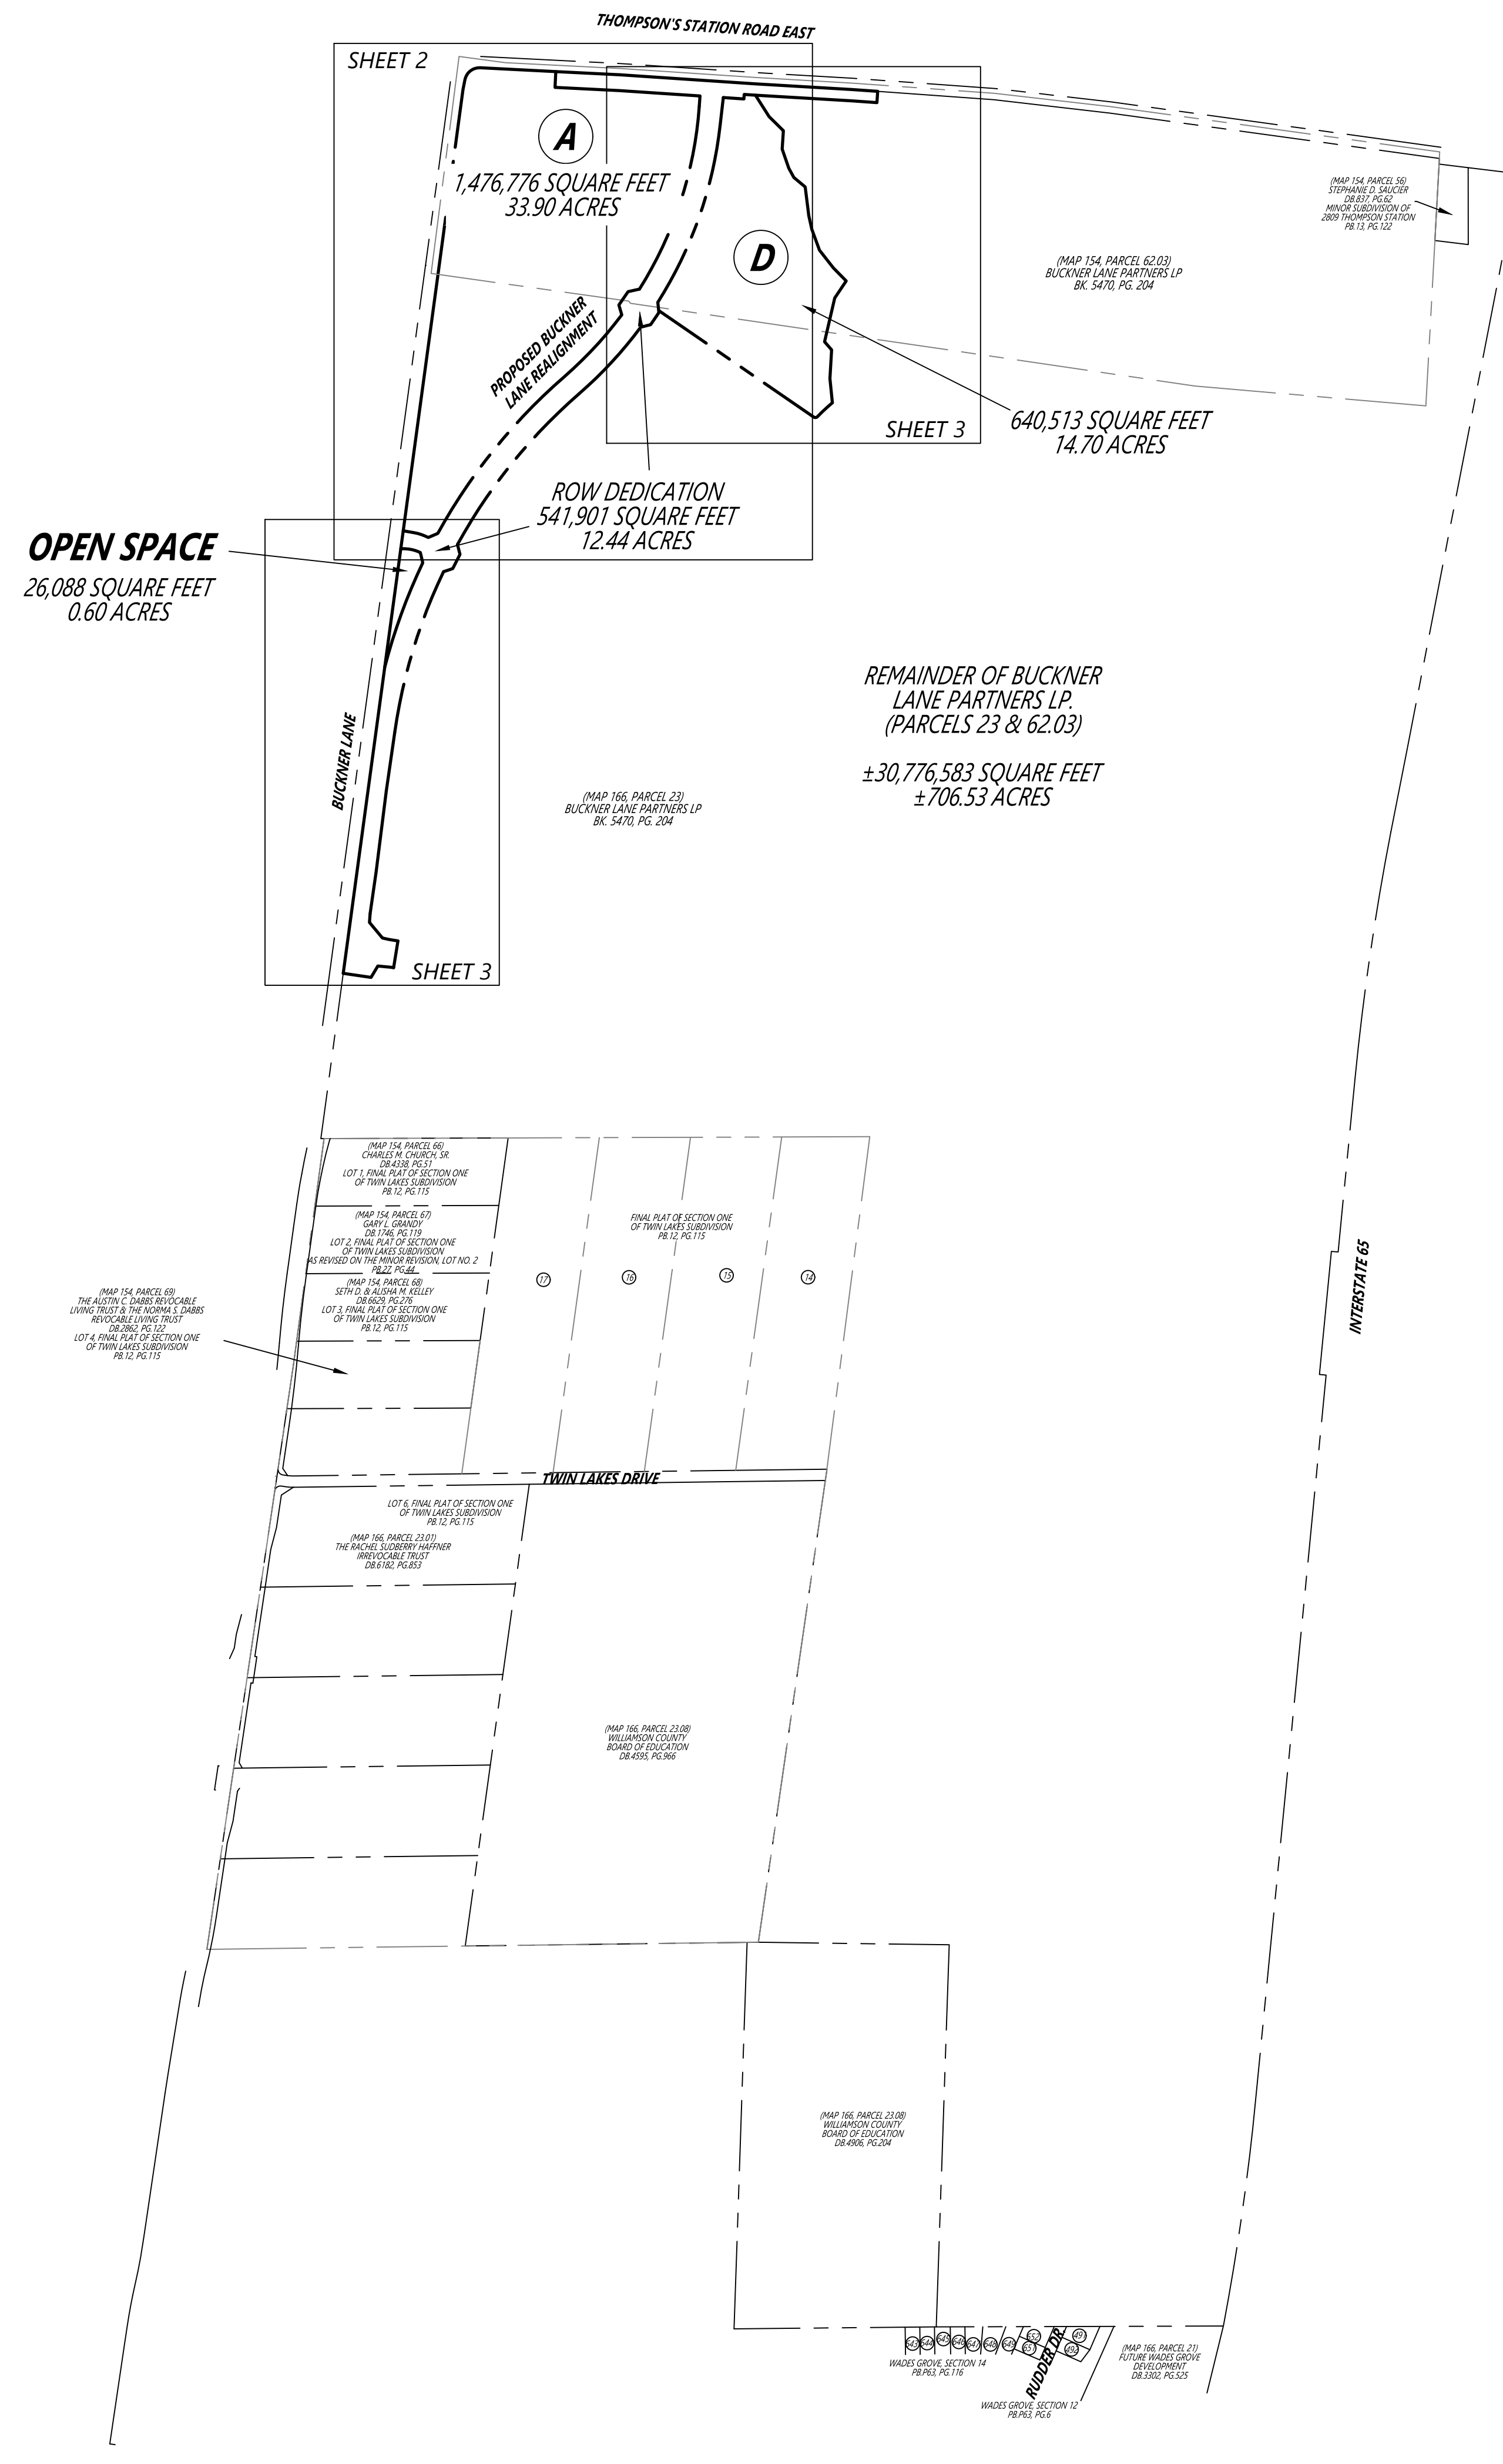 THOMPSON'S STATION ROAD EAST
SHEET 2
A
1,476,776 SQUARE FEET
33.90 ACRES
(MAP 154, PARCEL 56)
STEPHANIE D. SAUCIER
DB.837, PG.62
MINOR SUBDIVISION OF
2809 THOMPSON STATION
PB.13, PG.122
D
(MAP 154, PARCEL 62.03)
BUCKNER LANE PARTNERS LP
BK. 5470, PG. 204
PROPOSED BUCKNER
LANE REALIGNMENT
SHEET 3
640,513 SQUARE FEET
14.70 ACRES
ROW DEDICATION
541,901 SQUARE FEET
12.44 ACRES
OPEN SPACE
26,088 SQUARE FEET
0.60 ACRES
REMAINDER OF BUCKNER
LANE PARTNERS LP.
(PARCELS 23 & 62.03)
±30,776,583 SQUARE FEET
±706.53 ACRES
BUCKNER LANE
(MAP 166, PARCEL 23)
BUCKNER LANE PARTNERS LP
BK. 5470, PG. 204
SHEET 3
(MAP 154, PARCEL 66)
CHARLES M. CHURCH, SR.
DB.4338, PG.51
LOT 1, FINAL PLAT OF SECTION ONE
OF TWIN LAKES SUBDIVISION
PB.12, PG.115
(MAP 154, PARCEL 67)
GARY L. GRANDY
DB.1746, PG.119
LOT 2, FINAL PLAT OF SECTION ONE
OF TWIN LAKES SUBDIVISION
AS REVISED ON THE MINOR REVISION, LOT NO. 2
PB.27, PG.44
(MAP 154, PARCEL 68)
SETH D. & ALISHA M. KELLEY
DB.6629, PG.276
LOT 3, FINAL PLAT OF SECTION ONE
OF TWIN LAKES SUBDIVISION
PB.12, PG.115
FINAL PLAT OF SECTION ONE
OF TWIN LAKES SUBDIVISION
PB.12, PG.115
17
16
15
14
(MAP 154, PARCEL 69)
THE AUSTIN C. DABBS REVOCABLE
LIVING TRUST & THE NORMA S. DABBS
REVOCABLE LIVING TRUST
DB.2862, PG.122
LOT 4, FINAL PLAT OF SECTION ONE
OF TWIN LAKES SUBDIVISION
PB.12, PG.115
INTERSTATE 65
TWIN LAKES DRIVE
LOT 6, FINAL PLAT OF SECTION ONE
OF TWIN LAKES SUBDIVISION
PB.12, PG.115
(MAP 166, PARCEL 23.01)
THE RACHEL SUDBERRY HAFFNER
IRREVOCABLE TRUST
DB.6182, PG.853
(MAP 166, PARCEL 23.08)
WILLIAMSON COUNTY
BOARD OF EDUCATION
DB.4595, PG.966
(MAP 166, PARCEL 23.08)
WILLIAMSON COUNTY
BOARD OF EDUCATION
DB.4906, PG.204
643
644
645
646
647
648
649
652
651
491
492
RUDDER DR
WADES GROVE, SECTION 14
PB.P63, PG.116
(MAP 166, PARCEL 21)
FUTURE WADES GROVE
DEVELOPMENT
DB.3302, PG.525
WADES GROVE, SECTION 12
PB.P63, PG.6